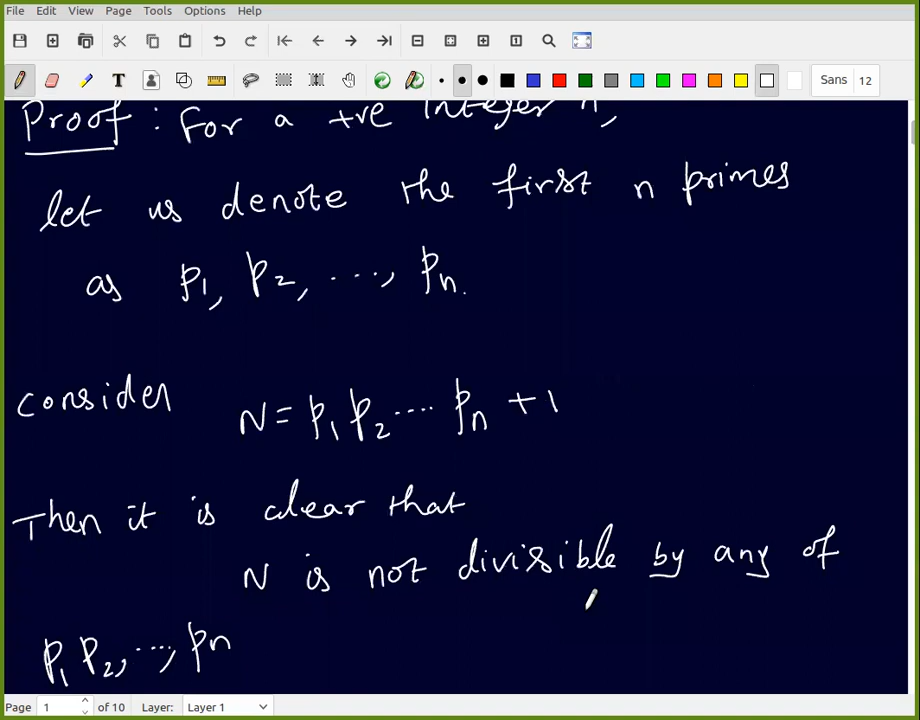 File Edit View Page Tools Options Help
Sans 12
Proof : For a +ve integer n,
let us denote the first n primes
as p1, p2, ...., pn.
consider N = p1 p2 .... pn + 1
Then it is clear that
N is not divisible by any of
p1 p2, ..., pn
Page 1 of 10 Layer: Layer 1